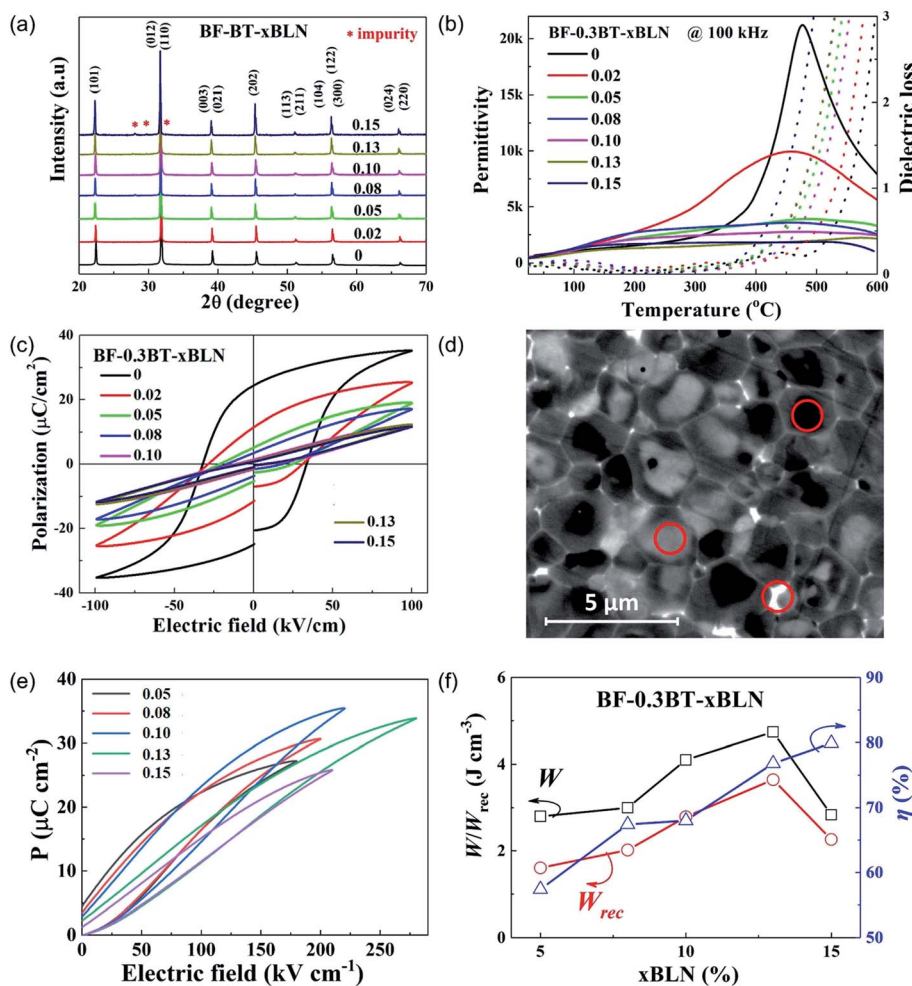 (a)
BF-BT-xBLN
* impurity
(101)
(012)
(110)
(003)
(021)
(202)
(113)
(211)
(104)
(122)
(300)
(024)
(220)
* * *
0.15
0.13
0.10
0.08
0.05
0.02
0
Intensity (a.u)
20 30 40 50 60 70
2θ (degree)
(b)
BF-0.3BT-xBLN @ 100 kHz
0
0.02
0.05
0.08
0.10
0.13
0.15
Permittivity
20k
15k
10k
5k
0
Dielectric loss
3
2
1
0
100 200 300 400 500 600
Temperature (°C)
(c)
BF-0.3BT-xBLN
0
0.02
0.05
0.08
0.10
0.13
0.15
Polarization (μC/cm²)
40
20
0
-20
-40
-100 -50 0 50 100
Electric field (kV/cm)
(d)
5 μm
(e)
0.05
0.08
0.10
0.13
0.15
P (μC cm⁻²)
40
30
20
10
0
0 50 100 150 200 250
Electric field (kV cm⁻¹)
(f)
BF-0.3BT-xBLN
W
W rec
W/W rec (J cm⁻³)
6
4
2
0
η (%)
90
80
70
60
50
5 10 15
xBLN (%)